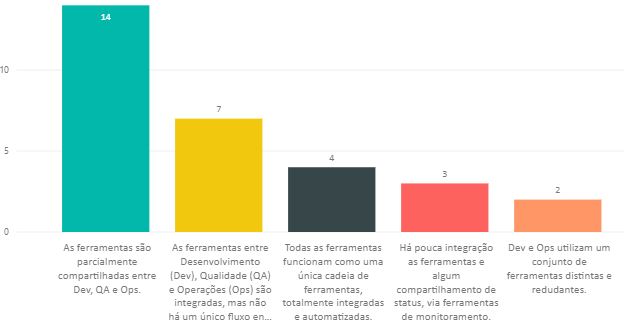 14
10
7
5
4
3
2
0
As ferramentas são
parcialmente
compartilhadas entre
Dev, QA e Ops.
As ferramentas entre
Desenvolvimento
(Dev), Qualidade (QA)
e Operações (Ops) são
integradas, mas não
há um único fluxo en...
Todas as ferramentas
funcionam como uma
única cadeia de
ferramentas,
totalmente integradas
e automatizadas.
Há pouca integração
as ferramentas e
algum
compartilhamento de
status, via ferramentas
de monitoramento.
Dev e Ops utilizam um
conjunto de
ferramentas distintas e
redudantes.